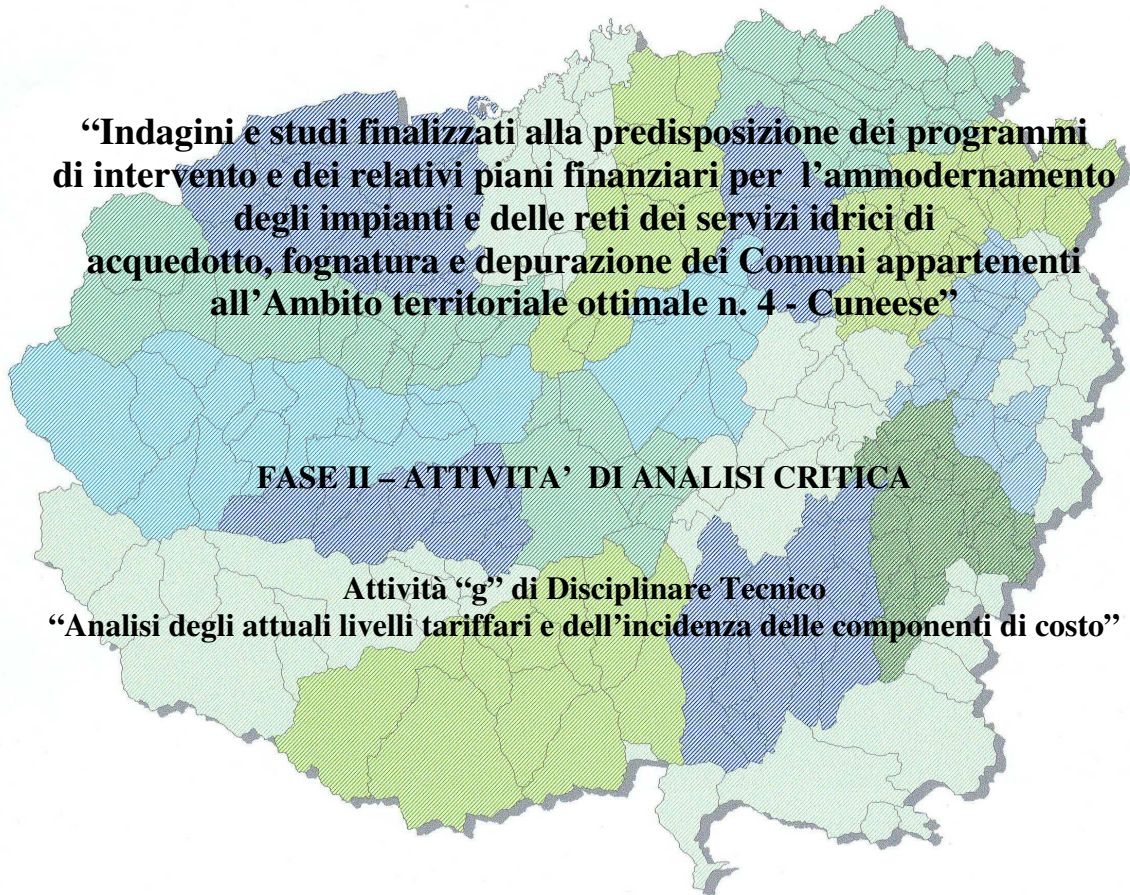 “Indagini e studi finalizzati alla predisposizione dei programmi
di intervento e dei relativi piani finanziari per l’ammodernamento
degli impianti e delle reti dei servizi idrici di
acquedotto, fognatura e depurazione dei Comuni appartenenti
all’Ambito territoriale ottimale n. 4 - Cuneese”
FASE II – ATTIVITA’ DI ANALISI CRITICA
Attività “g” di Disciplinare Tecnico
“Analisi degli attuali livelli tariffari e dell’incidenza delle componenti di costo”